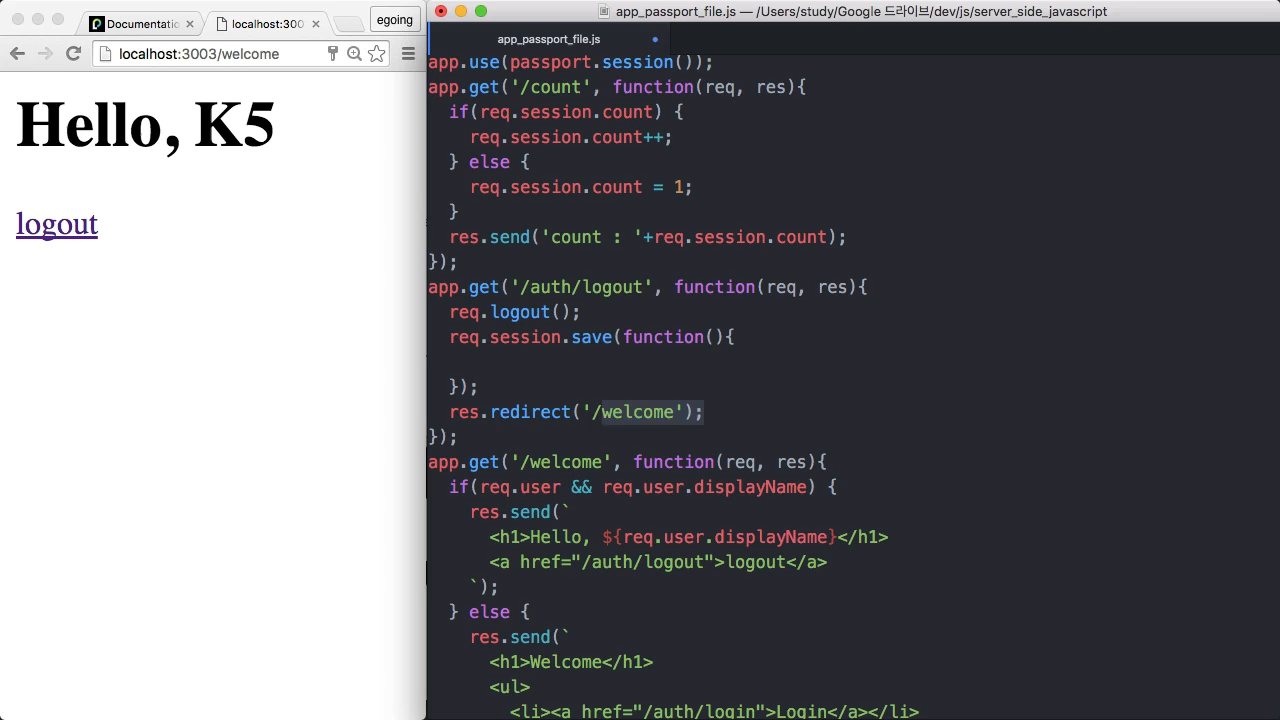 Documentatio
localhost:300
egoing
localhost:3003/welcome
Hello, K5
logout
app_passport_file.js — /Users/study/Google 드라이브/dev/js/server_side_javascript
app_passport_file.js
app.use(passport.session());
app.get('/count', function(req, res){
  if(req.session.count) {
    req.session.count++;
  } else {
    req.session.count = 1;
  }
  res.send('count : '+req.session.count);
});
app.get('/auth/logout', function(req, res){
  req.logout();
  req.session.save(function(){
  });
  res.redirect('/welcome');
});
app.get('/welcome', function(req, res){
  if(req.user && req.user.displayName) {
    res.send(`
      <h1>Hello, ${req.user.displayName}</h1>
      <a href="/auth/logout">logout</a>
    `);
  } else {
    res.send(`
      <h1>Welcome</h1>
      <ul>
        <li><a href="/auth/login">Login</a></li>